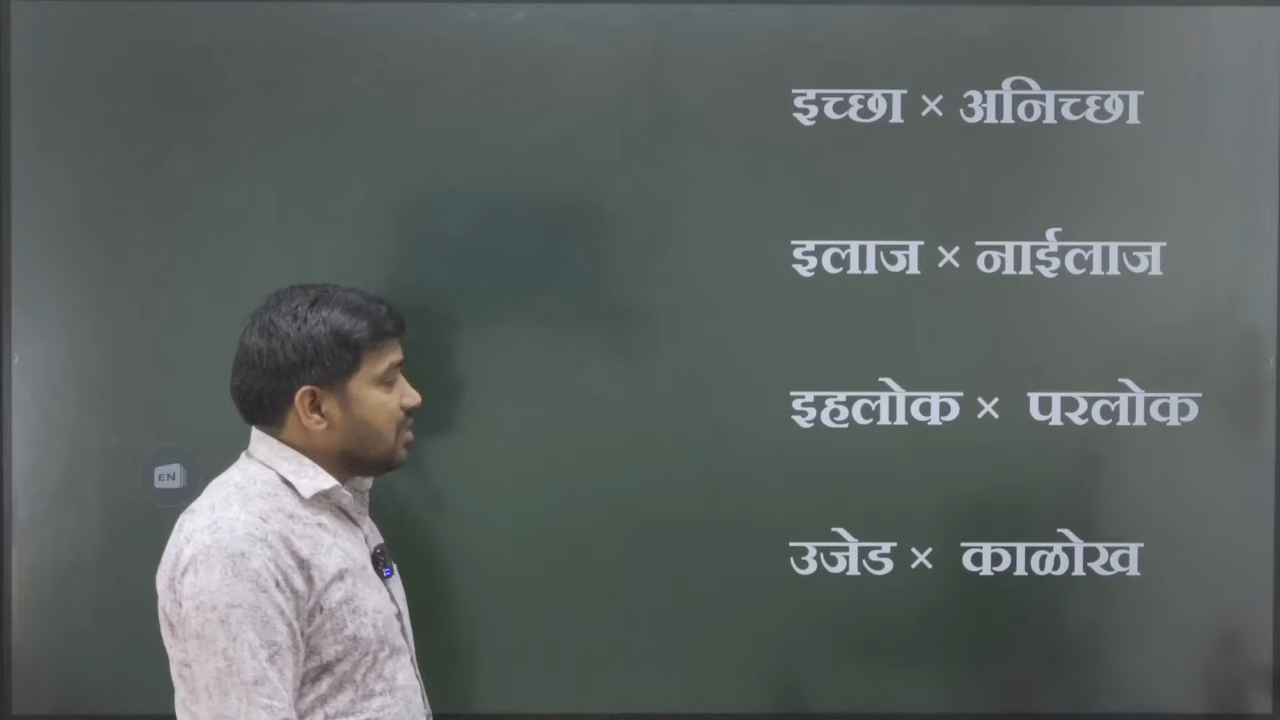 इच्छा × अनिच्छा
इलाज × नाईलाज
इहलोक × परलोक
EN
उजेड × काळोख